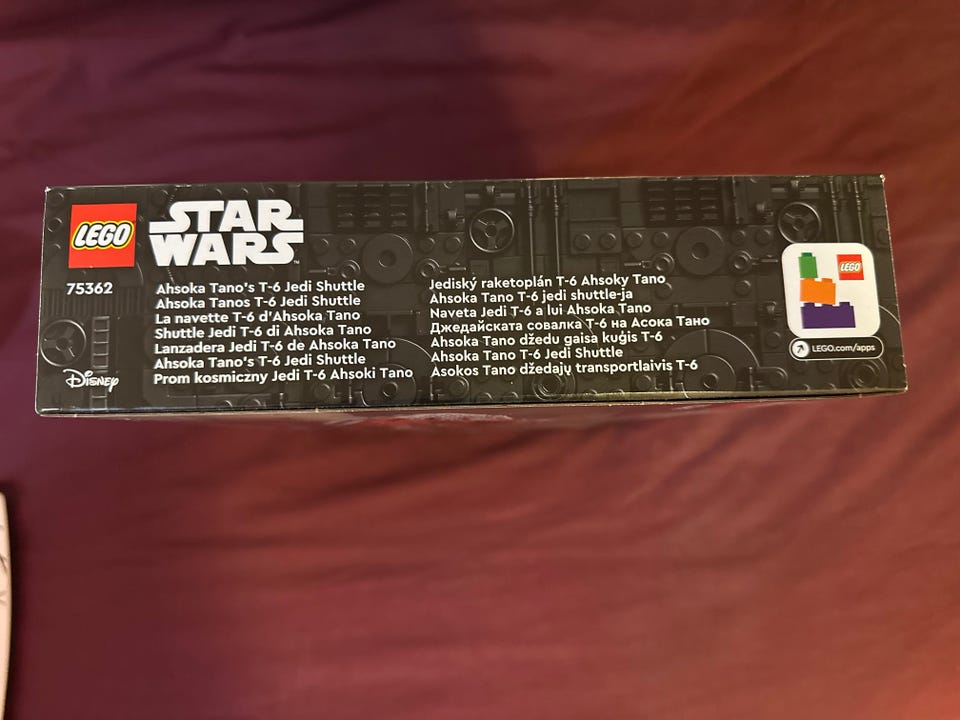 LEGO
STAR
WARS™
75362
Ahsoka Tano's T-6 Jedi Shuttle
Ahsoka Tanos T-6 Jedi Shuttle
La navette T-6 d'Ahsoka Tano
Shuttle Jedi T-6 di Ahsoka Tano
Lanzadera Jedi T-6 de Ahsoka Tano
Ahsoka Tano's T-6 Jedi Shuttle
Prom kosmiczny Jedi T-6 Ahsoki Tano
Disney
Jediský raketoplán T-6 Ahsoky Tano
Ahsoka Tano T-6 jedi shuttle-ja
Naveta Jedi T-6 a lui Ahsoka Tano
Джедайската совалка T-6 на Асока Тано
Ahsoka Tano džedu gaisa kuģis T-6
Ahsoka Tano T-6 Jedi Shuttle
Asokos Tano džedajų transportlaivis T-6
LEGO
LEGO.com/apps